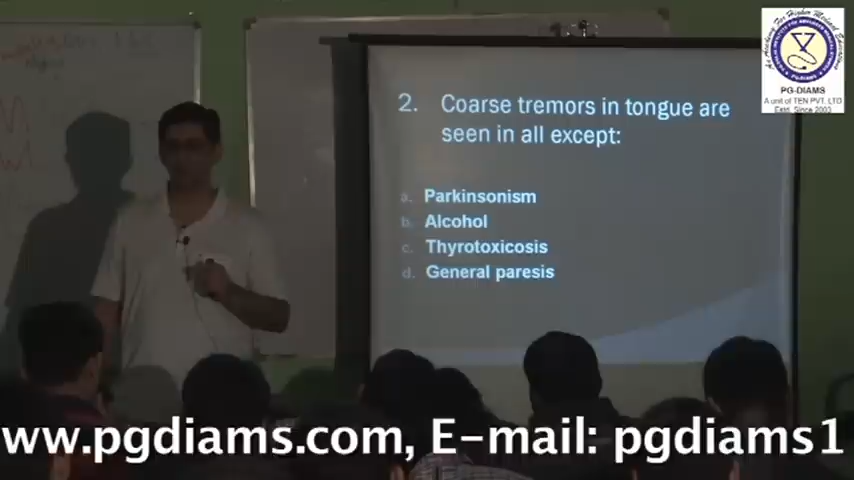 2. Coarse tremors in tongue are
seen in all except:
a. Parkinsonism
b. Alcohol
c. Thyrotoxicosis
d. General paresis
PG-DIAMS
A unit of TEN PVT. LTD
Estd. Since 2003
ww.pgdiams.com, E-mail: pgdiams1